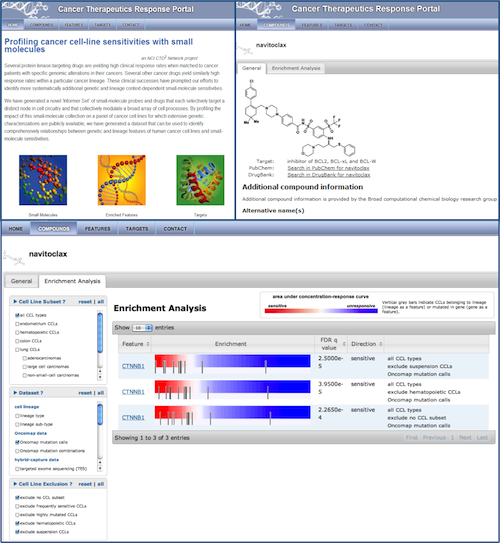 Cancer Therapeutics Response Portal
HOME COMPOUNDS FEATURES TARGETS CONTACT
Profiling cancer cell-line sensitivities with small
molecules
an NCI CTD² Network project
Several protein kinase targeting drugs are yielding high clinical response rates when matched to cancer
patients with specific genomic alterations in their cancers. Several other cancer drugs yield similarly high
response rates within a particular cancer lineage. These clinical successes have prompted our efforts to
identify more systematically additional genetic and lineage context dependent small-molecule sensitivities.
We have generated a novel 'Informer Set' of small-molecule probes and drugs that each selectively target a
distinct node in cell circuitry and that collectively modulate a broad array of cell processes. By profiling the
impact of this small-molecule collection on a panel of cancer cell lines for which extensive genetic
characterizations are publicly available, we have generated a dataset that can be used to identify
comprehensively relationships between genetic and lineage features of human cancer cell lines and small-
molecule sensitivities.
Small Molecules Enriched Features Targets
Cancer Therapeutics Response Portal
HOME COMPOUNDS FEATURES TARGETS CONTACT
navitoclax
General Enrichment Analysis
Target: inhibitor of BCL2, BCL-xL, and BCL-W
PubChem: Search in PubChem for navitoclax
DrugBank: Search in DrugBank for navitoclax
Additional compound information
Additional compound information is provided by the Broad computational chemical biology research group
Alternative name(s)
HOME COMPOUNDS FEATURES TARGETS CONTACT
navitoclax
General Enrichment Analysis
Cell Line Subset ? reset | all
all CCL types
endometrium CCLs
hematopoietic CCLs
colon CCLs
lung CCLs
adenocarcinomas
large cell carcinomas
non-small-cell carcinomas
Dataset ? reset | all
cell lineage
lineage type
lineage sub-type
Oncomap data
Oncomap mutation calls
Oncomap mutation combinations
hybrid-capture data
targeted exome sequencing (TES)
Cell Line Exclusion ? reset | all
exclude no CCL subset
exclude frequently sensitive CCLs
exclude highly mutated CCLs
exclude hematopoietic CCLs
exclude suspension CCLs
Enrichment Analysis
area under concentration-response curve
sensitive unresponsive
Vertical grey bars indicate CCLs belonging to lineage
(lineage as a feature) or mutated in gene (gene as a
feature).
Show 10 entries
Feature Enrichment FDR q value Direction
CTNNB1 2.5000e-5 sensitive all CCL types
exclude suspension CCLs
Oncomap mutation calls
CTNNB1 3.9500e-5 sensitive all CCL types
exclude hematopoietic CCLs
Oncomap mutation calls
CTNNB1 2.2650e-4 sensitive all CCL types
exclude no CCL subset
Oncomap mutation calls
Showing 1 to 3 of 3 entries
First Previous 1 Next Last